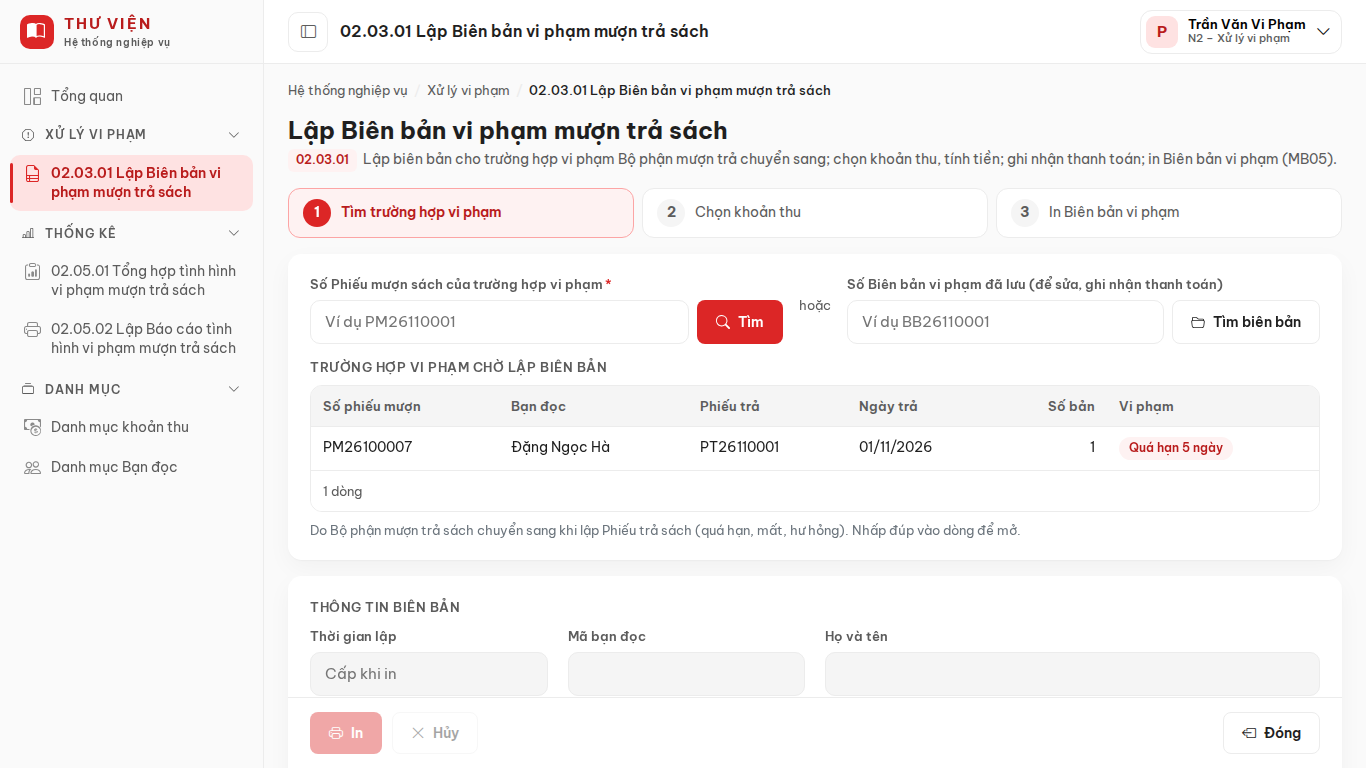 THƯ VIỆN
Hệ thống nghiệp vụ
Tổng quan
XỬ LÝ VI PHẠM
02.03.01 Lập Biên bản vi
phạm mượn trả sách
THỐNG KÊ
02.05.01 Tổng hợp tình hình
vi phạm mượn trả sách
02.05.02 Lập Báo cáo tình
hình vi phạm mượn trả sách
DANH MỤC
Danh mục khoản thu
Danh mục Bạn đọc
02.03.01 Lập Biên bản vi phạm mượn trả sách
P
Trần Văn Vi Phạm
N2 – Xử lý vi phạm
Hệ thống nghiệp vụ / Xử lý vi phạm / 02.03.01 Lập Biên bản vi phạm mượn trả sách
Lập Biên bản vi phạm mượn trả sách
02.03.01 Lập biên bản cho trường hợp vi phạm Bộ phận mượn trả chuyển sang; chọn khoản thu, tính tiền; ghi nhận thanh toán; in Biên bản vi phạm (MB05).
1 Tìm trường hợp vi phạm
2 Chọn khoản thu
3 In Biên bản vi phạm
Số Phiếu mượn sách của trường hợp vi phạm *
Ví dụ PM26110001
Tìm
hoặc
Số Biên bản vi phạm đã lưu (để sửa, ghi nhận thanh toán)
Ví dụ BB26110001
Tìm biên bản
TRƯỜNG HỢP VI PHẠM CHỜ LẬP BIÊN BẢN
Số phiếu mượn Bạn đọc Phiếu trả Ngày trả Số bản Vi phạm
PM26100007 Đặng Ngọc Hà PT26110001 01/11/2026 1 Quá hạn 5 ngày
1 dòng
Do Bộ phận mượn trả sách chuyển sang khi lập Phiếu trả sách (quá hạn, mất, hư hỏng). Nhấp đúp vào dòng để mở.
THÔNG TIN BIÊN BẢN
Thời gian lập Mã bạn đọc Họ và tên
Cấp khi in
In
Hủy
Đóng